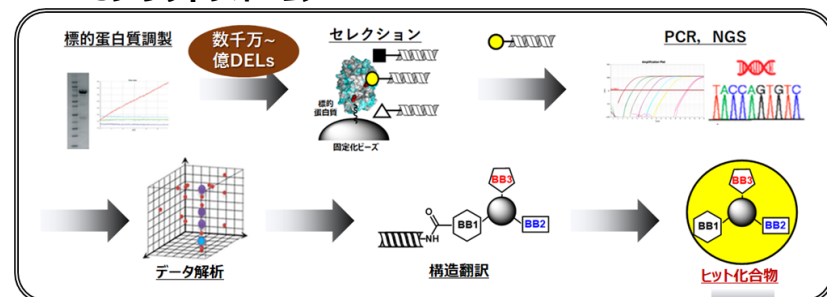 標的蛋白質調製
数千万~
億DELs
セレクション
標的
蛋白質
固定化ビーズ
PCR, NGS
TACCAGTGTC
データ解析
O
NH
BB1
BB3
BB2
構造翻訳
BB3
BB1
BB2
ヒット化合物